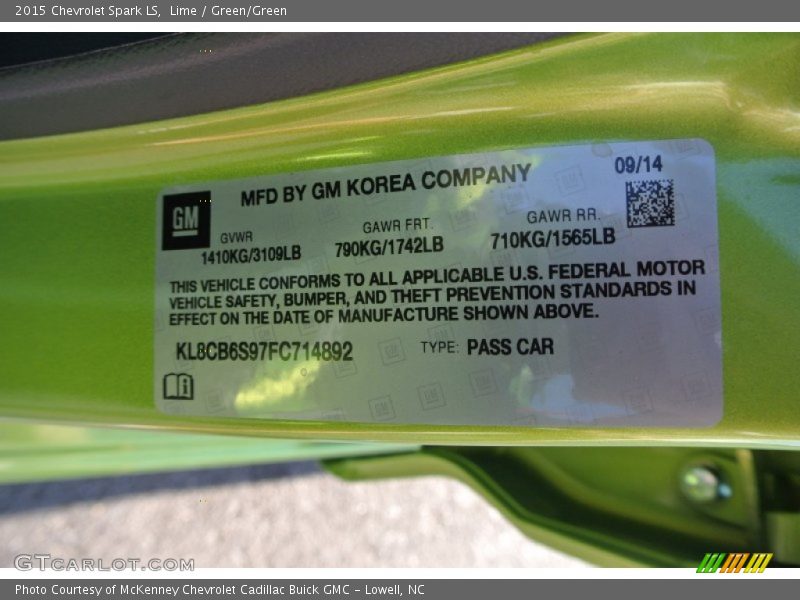 2015 Chevrolet Spark LS, Lime / Green/Green
MFD BY GM KOREA COMPANY
09/14
GM
GVWR
1410KG/3109LB
GAWR FRT.
790KG/1742LB
GAWR RR.
710KG/1565LB
THIS VEHICLE CONFORMS TO ALL APPLICABLE U.S. FEDERAL MOTOR
VEHICLE SAFETY, BUMPER, AND THEFT PREVENTION STANDARDS IN
EFFECT ON THE DATE OF MANUFACTURE SHOWN ABOVE.
KL8CB6S97FC714892
TYPE: PASS CAR
GTcarlot.com
Photo Courtesy of McKenney Chevrolet Cadillac Buick GMC - Lowell, NC